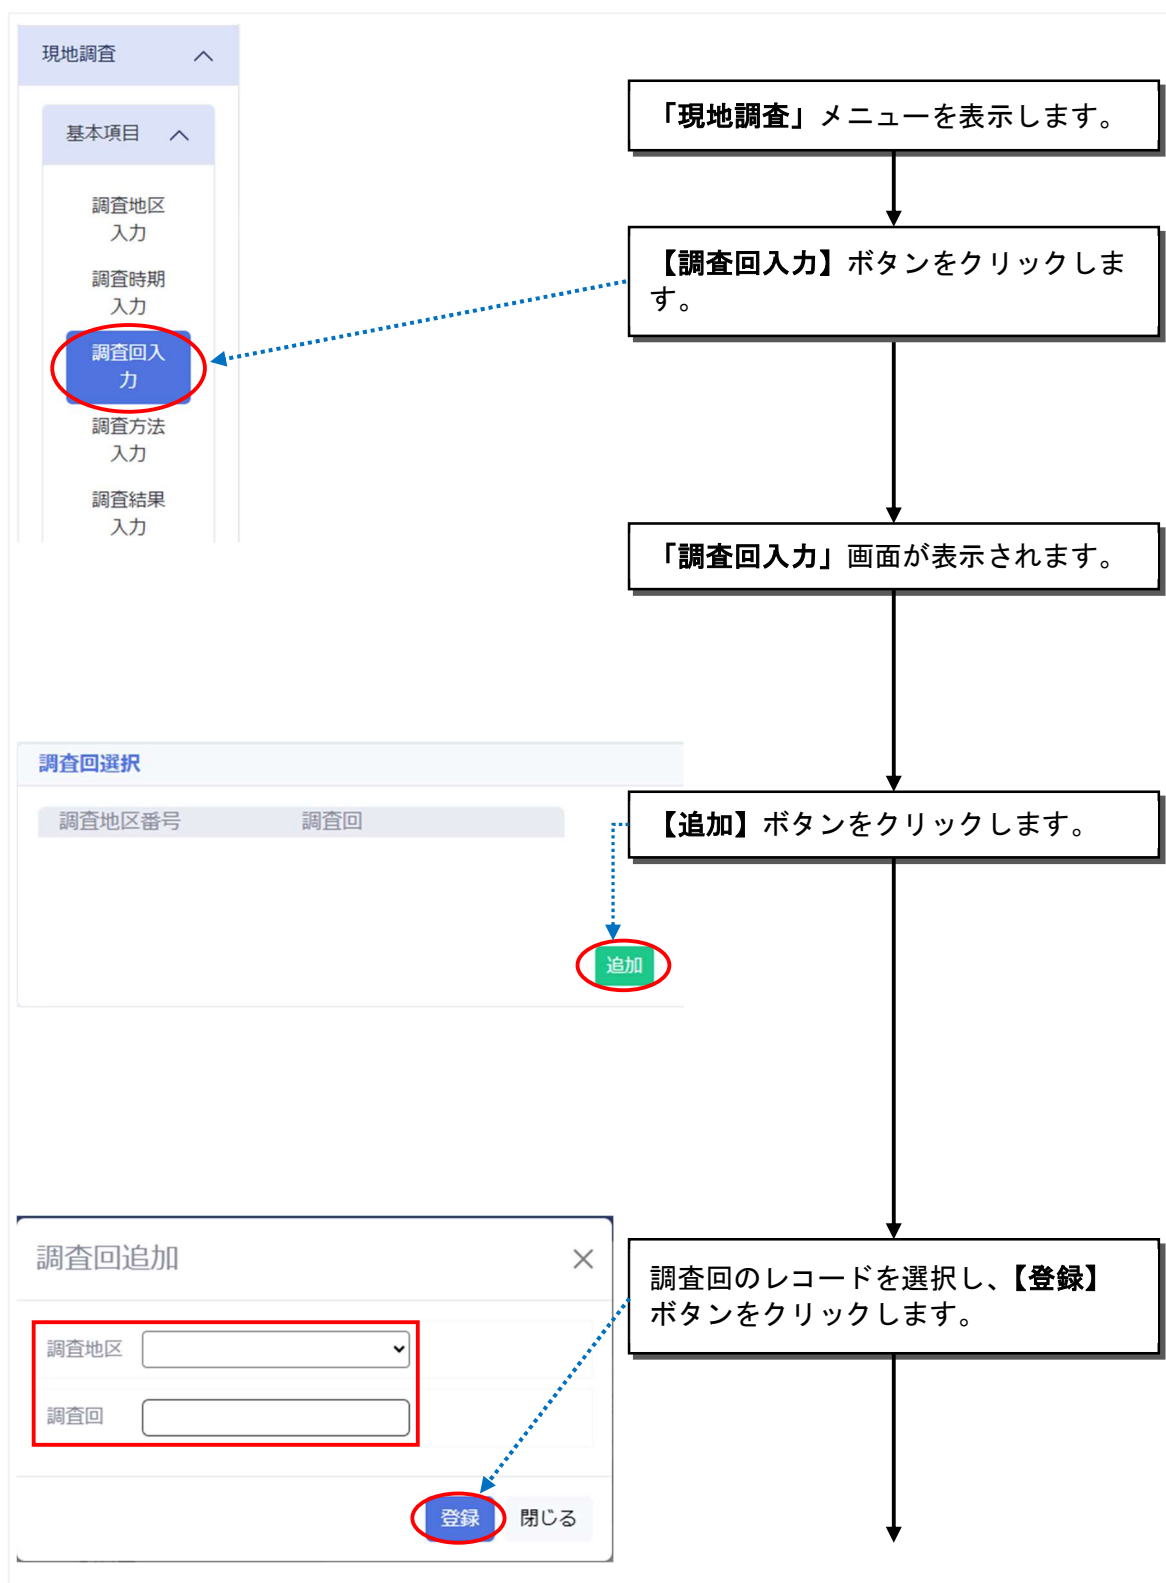 現地調査
基本項目
調査地区
入力
調査時期
入力
調査回入
力
調査方法
入力
調査結果
入力
「現地調査」メニューを表示します。
【調査回入力】ボタンをクリックしま
す。
「調査回入力」画面が表示されます。
調査回選択
調査地区番号 調査回
追加
【追加】ボタンをクリックします。
調査回追加
調査地区
調査回
登録 閉じる
調査回のレコードを選択し、【登録】
ボタンをクリックします。